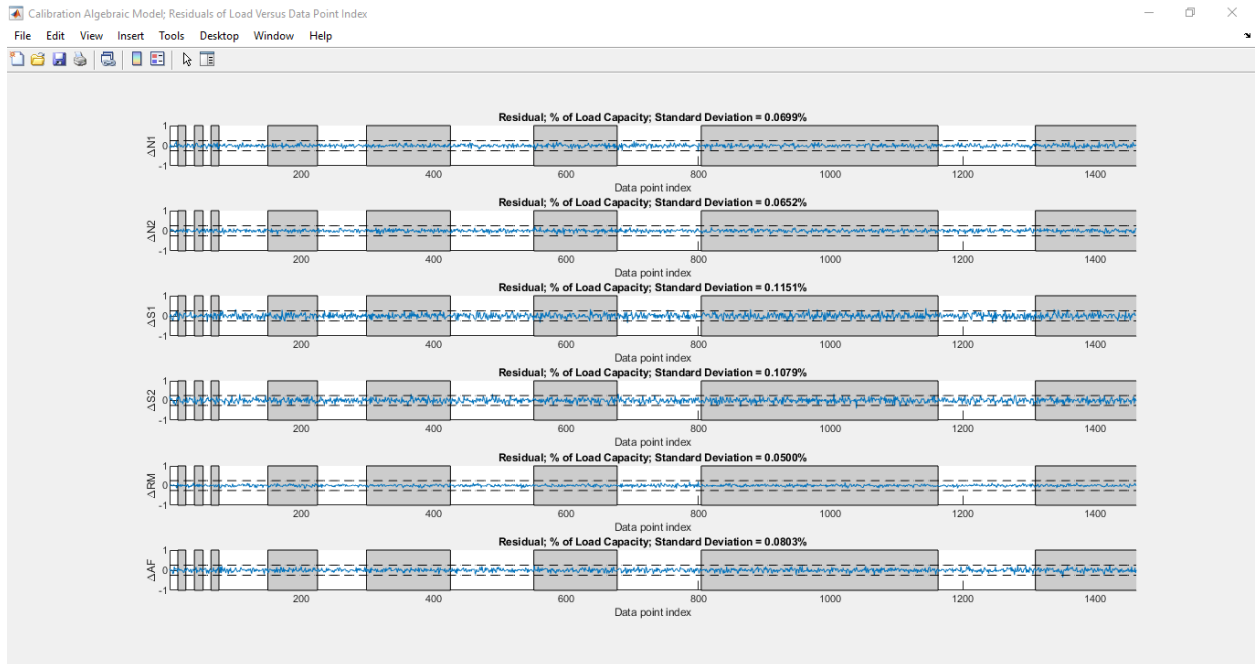 Calibration Algebraic Model; Residuals of Load Versus Data Point Index
File Edit View Insert Tools Desktop Window Help
Residual; % of Load Capacity; Standard Deviation = 0.0699%
1
0
-1
ΔN1
200 400 600 800 1000 1200 1400
Data point index
Residual; % of Load Capacity; Standard Deviation = 0.0652%
1
0
-1
ΔN2
200 400 600 800 1000 1200 1400
Data point index
Residual; % of Load Capacity; Standard Deviation = 0.1151%
1
0
-1
ΔS1
200 400 600 800 1000 1200 1400
Data point index
Residual; % of Load Capacity; Standard Deviation = 0.1079%
1
0
-1
ΔS2
200 400 600 800 1000 1200 1400
Data point index
Residual; % of Load Capacity; Standard Deviation = 0.0500%
1
0
-1
ΔRM
200 400 600 800 1000 1200 1400
Data point index
Residual; % of Load Capacity; Standard Deviation = 0.0803%
1
0
-1
ΔAF
200 400 600 800 1000 1200 1400
Data point index